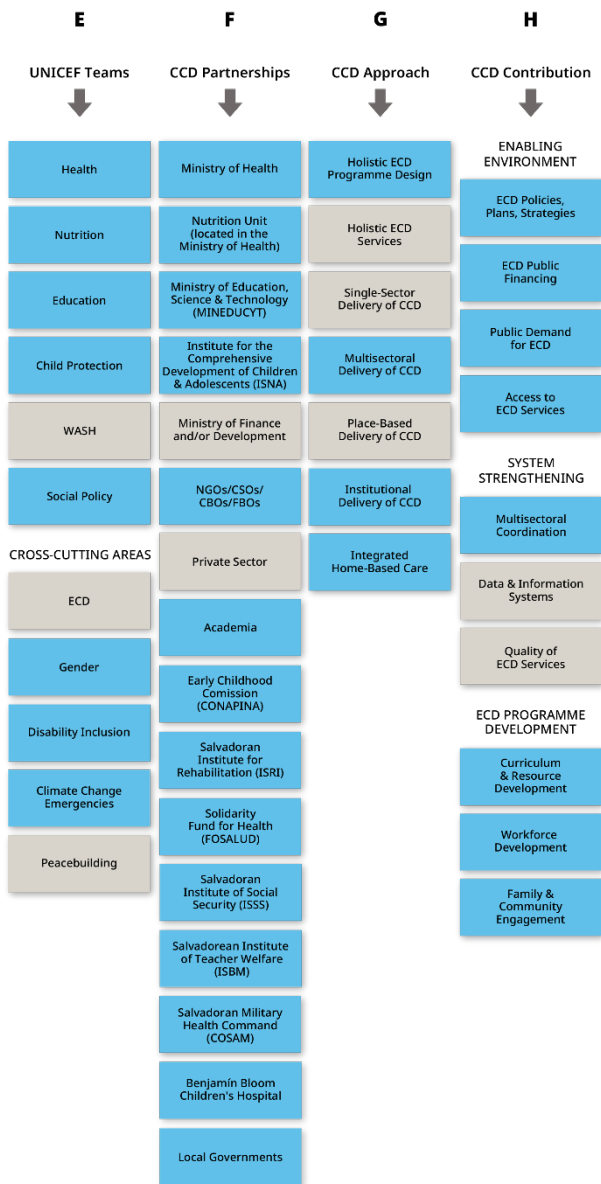 E
UNICEF Teams
Health
Nutrition
Education
Child Protection
WASH
Social Policy
CROSS-CUTTING AREAS
ECD
Gender
Disability Inclusion
Climate Change
Emergencies
Peacebuilding
F
CCD Partnerships
Ministry of Health
Nutrition Unit
(located in the
Ministry of Health)
Ministry of Education,
Science & Technology
(MINEDUCYT)
Institute for the
Comprehensive
Development of Children
& Adolescents (ISNA)
Ministry of Finance
and/or Development
NGOs/CSOs/
CBOs/FBOs
Private Sector
Academia
Early Childhood
Comission
(CONAPINA)
Salvadoran
Institute for
Rehabilitation (ISRI)
Solidarity
Fund for Health
(FOSALUD)
Salvadoran
Institute of Social
Security (ISSS)
Salvadorean Institute
of Teacher Welfare
(ISBM)
Salvadoran Military
Health Command
(COSAM)
Benjamín Bloom
Children's Hospital
Local Governments
G
CCD Approach
Holistic ECD
Programme Design
Holistic ECD
Services
Single-Sector
Delivery of CCD
Multisectoral
Delivery of CCD
Place-Based
Delivery of CCD
Institutional
Delivery of CCD
Integrated
Home-Based Care
H
CCD Contribution
ENABLING
ENVIRONMENT
ECD Policies,
Plans, Strategies
ECD Public
Financing
Public Demand
for ECD
Access to
ECD Services
SYSTEM
STRENGTHENING
Multisectoral
Coordination
Data & Information
Systems
Quality of
ECD Services
ECD PROGRAMME
DEVELOPMENT
Curriculum
& Resource
Development
Workforce
Development
Family &
Community
Engagement